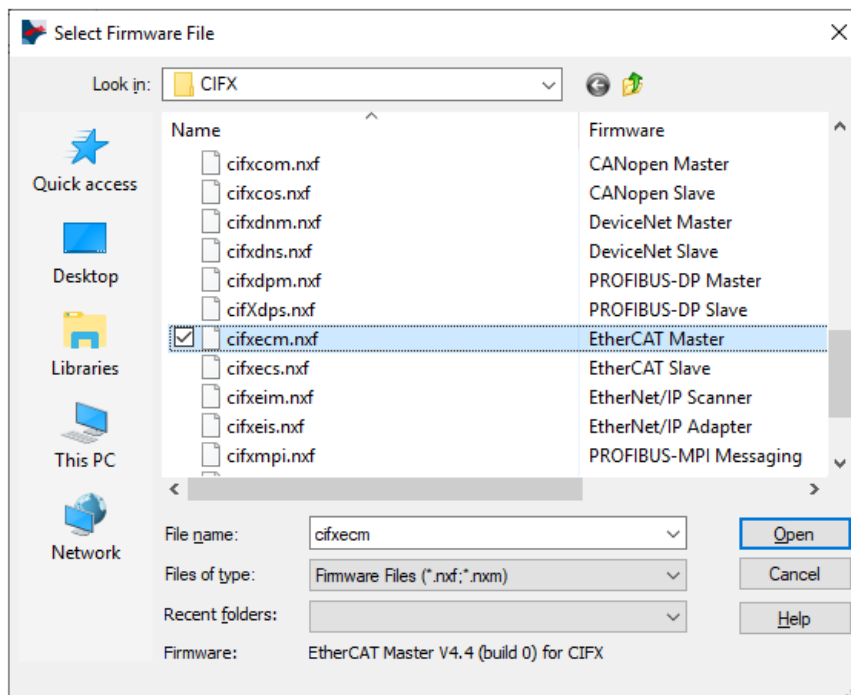 Select Firmware File
Look in: CIFX
Name Firmware
cifxcom.nxf CANopen Master
cifxcos.nxf CANopen Slave
cifxdnm.nxf DeviceNet Master
cifxdns.nxf DeviceNet Slave
cifxdpm.nxf PROFIBUS-DP Master
cifXdps.nxf PROFIBUS-DP Slave
cifxecm.nxf EtherCAT Master
cifxecs.nxf EtherCAT Slave
cifxeim.nxf EtherNet/IP Scanner
cifxeis.nxf EtherNet/IP Adapter
cifxmpi.nxf PROFIBUS-MPI Messaging
Quick access
Desktop
Libraries
This PC
Network
File name: cifxecm Open
Files of type: Firmware Files (*.nxf;*.nxm) Cancel
Recent folders: Help
Firmware: EtherCAT Master V4.4 (build 0) for CIFX